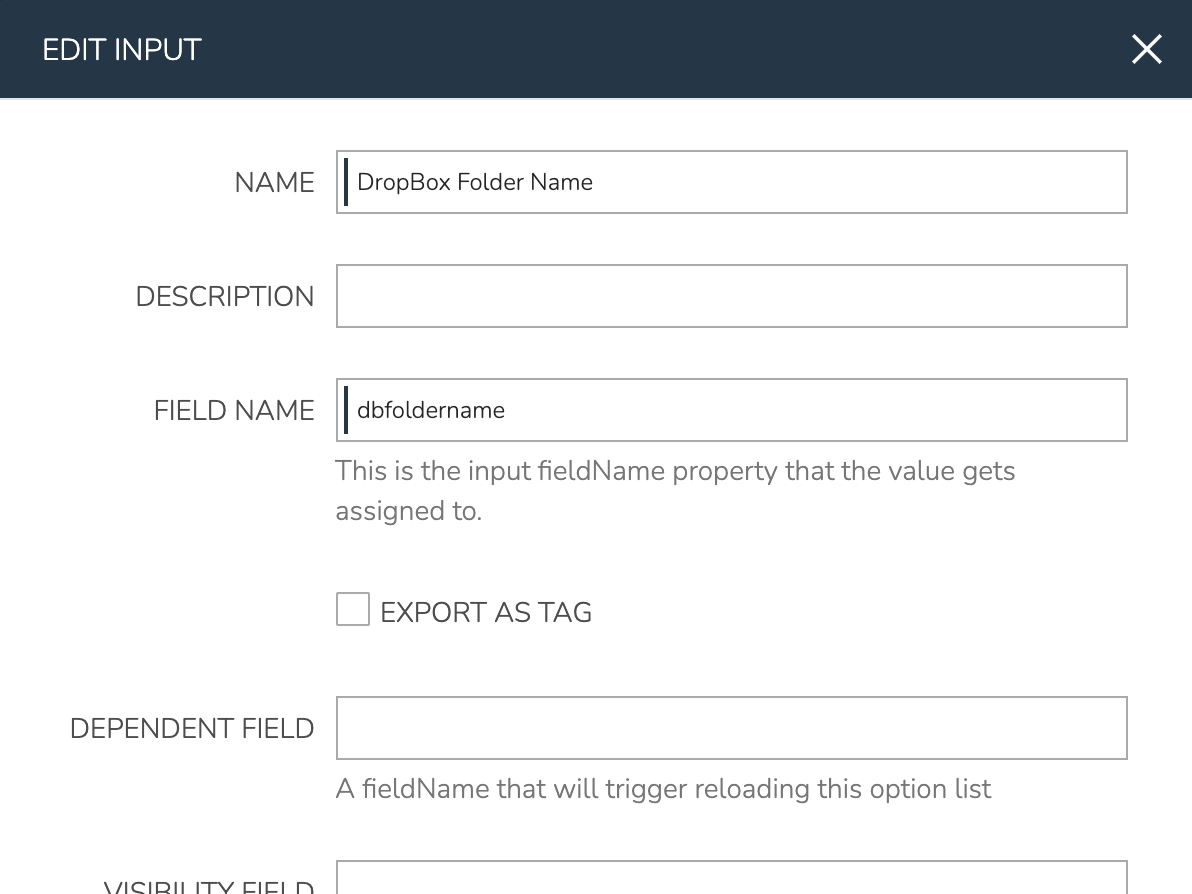 EDIT INPUT
NAME
DropBox Folder Name
DESCRIPTION
FIELD NAME
dbfoldername
This is the input fieldName property that the value gets
assigned to.
EXPORT AS TAG
DEPENDENT FIELD
A fieldName that will trigger reloading this option list
VISIBILITY FIELD